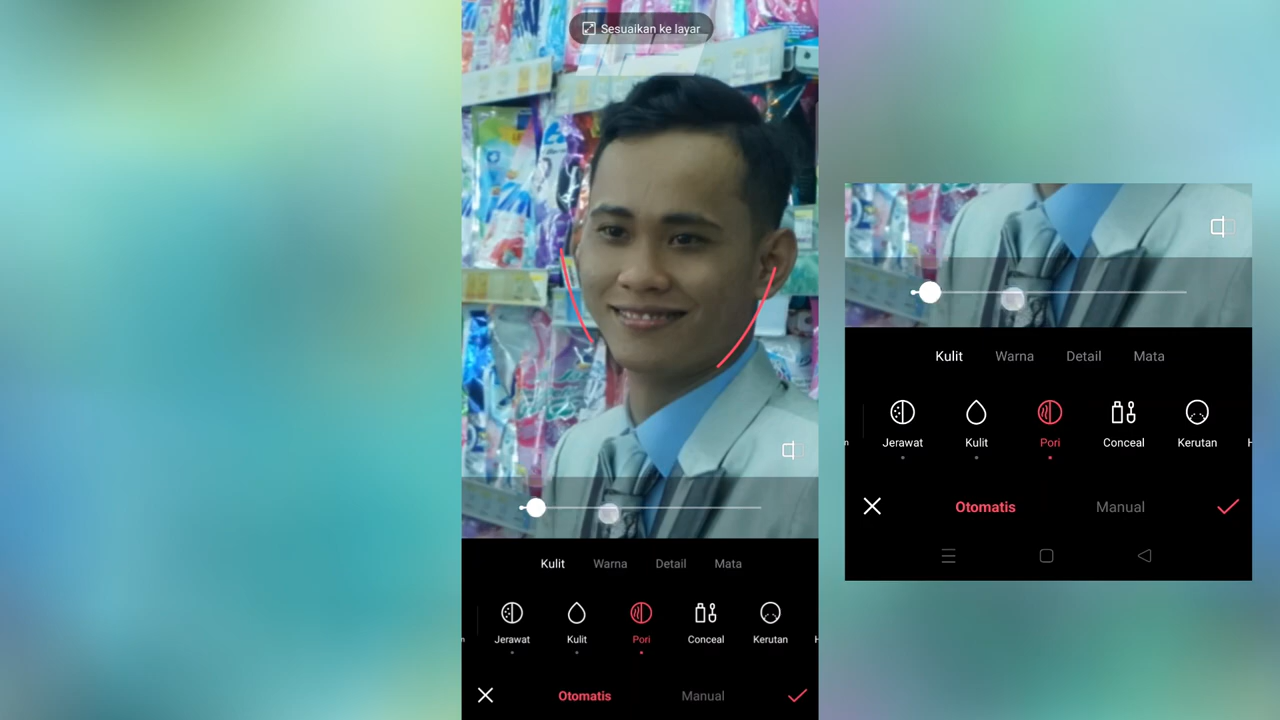 Sesuaikan ke layar
Kulit Warna Detail Mata
Jerawat Kulit Pori Conceal Kerutan
Otomatis Manual
Kulit Warna Detail Mata
Jerawat Kulit Pori Conceal Kerutan
Otomatis Manual